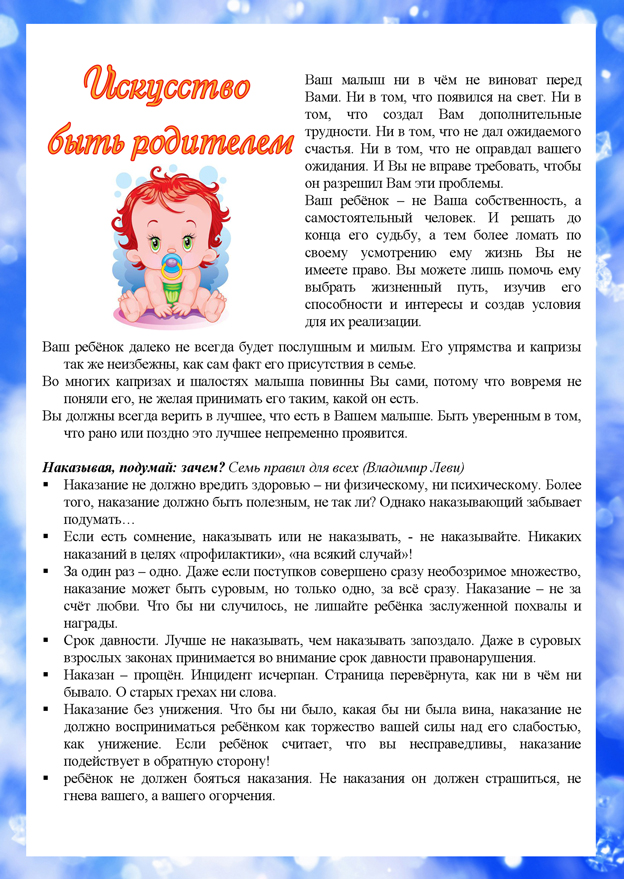 Искусство
быть родителем
Ваш малыш ни в чём не виноват перед
Вами. Ни в том, что появился на свет. Ни в
том, что создал Вам дополнительные
трудности. Ни в том, что не дал ожидаемого
счастья. Ни в том, что не оправдал вашего
ожидания. И Вы не вправе требовать, чтобы
он разрешил Вам эти проблемы.
Ваш ребёнок – не Ваша собственность, а
самостоятельный человек. И решать до
конца его судьбу, а тем более ломать по
своему усмотрению ему жизнь Вы не
имеете право. Вы можете лишь помочь ему
выбрать жизненный путь, изучив его
способности и интересы и создав условия
для их реализации.
Ваш ребёнок далеко не всегда будет послушным и милым. Его упрямства и капризы
так же неизбежны, как сам факт его присутствия в семье.
Во многих капризах и шалостях малыша повинны Вы сами, потому что вовремя не
поняли его, не желая принимать его таким, какой он есть.
Вы должны всегда верить в лучшее, что есть в Вашем малыше. Быть уверенным в том,
что рано или поздно это лучшее непременно проявится.
Наказывая, подумай: зачем? Семь правил для всех (Владимир Леви)
▪ Наказание не должно вредить здоровью – ни физическому, ни психическому. Более
того, наказание должно быть полезным, не так ли? Однако наказывающий забывает
подумать…
▪ Если есть сомнение, наказывать или не наказывать, - не наказывайте. Никаких
наказаний в целях «профилактики», «на всякий случай»!
▪ За один раз – одно. Даже если поступков совершено сразу необозримое множество,
наказание может быть суровым, но только одно, за всё сразу. Наказание – не за
счёт любви. Что бы ни случилось, не лишайте ребёнка заслуженной похвалы и
награды.
▪ Срок давности. Лучше не наказывать, чем наказывать запоздало. Даже в суровых
взрослых законах принимается во внимание срок давности правонарушения.
▪ Наказан – прощён. Инцидент исчерпан. Страница перевёрнута, как ни в чём ни
бывало. О старых грехах ни слова.
▪ Наказание без унижения. Что бы ни было, какая бы ни была вина, наказание не
должно восприниматься ребёнком как торжество вашей силы над его слабостью,
как унижение. Если ребёнок считает, что вы несправедливы, наказание
подействует в обратную сторону!
▪ ребёнок не должен бояться наказания. Не наказания он должен страшиться, не
гнева вашего, а вашего огорчения.